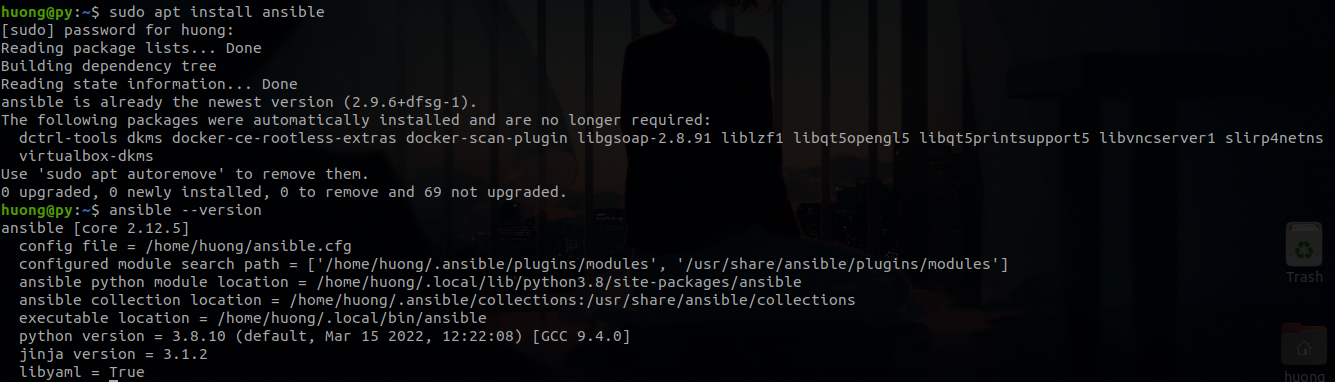 huong@py:~$ sudo apt install ansible
[sudo] password for huong:
Reading package lists... Done
Building dependency tree
Reading state information... Done
ansible is already the newest version (2.9.6+dfsg-1).
The following packages were automatically installed and are no longer required:
  dctrl-tools dkms docker-ce-rootless-extras docker-scan-plugin libgsoap-2.8.91 liblzf1 libqt5opengl5 libqt5printsupport5 libvncserver1 slirp4netns
  virtualbox-dkms
Use 'sudo apt autoremove' to remove them.
0 upgraded, 0 newly installed, 0 to remove and 69 not upgraded.
huong@py:~$ ansible --version
ansible [core 2.12.5]
  config file = /home/huong/ansible.cfg
  configured module search path = ['/home/huong/.ansible/plugins/modules', '/usr/share/ansible/plugins/modules']
  ansible python module location = /home/huong/.local/lib/python3.8/site-packages/ansible
  ansible collection location = /home/huong/.ansible/collections:/usr/share/ansible/collections
  executable location = /home/huong/.local/bin/ansible
  python version = 3.8.10 (default, Mar 15 2022, 12:22:08) [GCC 9.4.0]
  jinja version = 3.1.2
  libyaml = True
Trash
huong